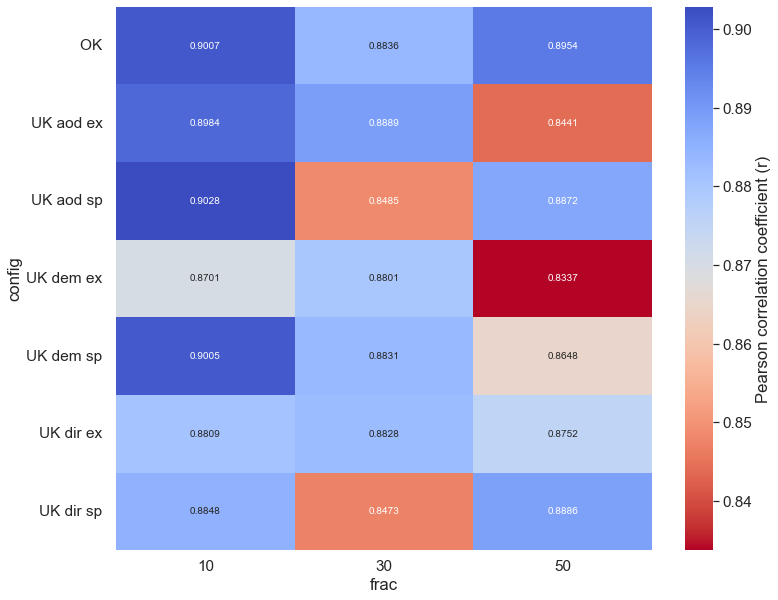 OK 0.9007 0.8836 0.8954
UK aod ex 0.8984 0.8889 0.8441
UK aod sp 0.9028 0.8485 0.8872
UK dem ex 0.8701 0.8801 0.8337
UK dem sp 0.9005 0.8831 0.8648
UK dir ex 0.8809 0.8828 0.8752
UK dir sp 0.8848 0.8473 0.8886
10 30 50
frac
config
0.90
0.89
0.88
0.87
0.86
0.85
0.84
Pearson correlation coefficient (r)